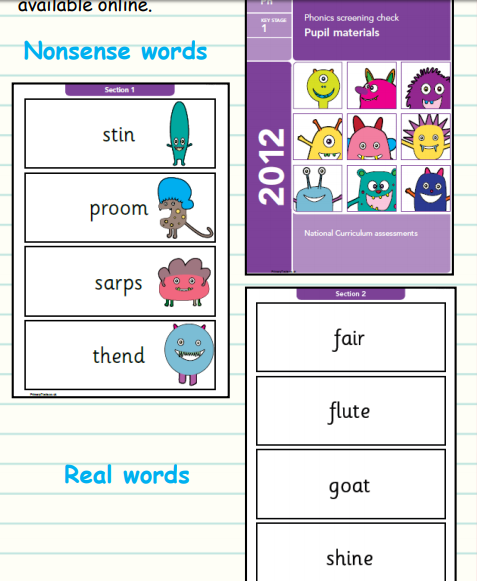 available online.
Nonsense words
Section 1
stin
proom
sarps
thend
KEY STAGE
1
Phonics screening check
Pupil materials
2012
National Curriculum assessments
Section 2
fair
flute
goat
shine
Real words